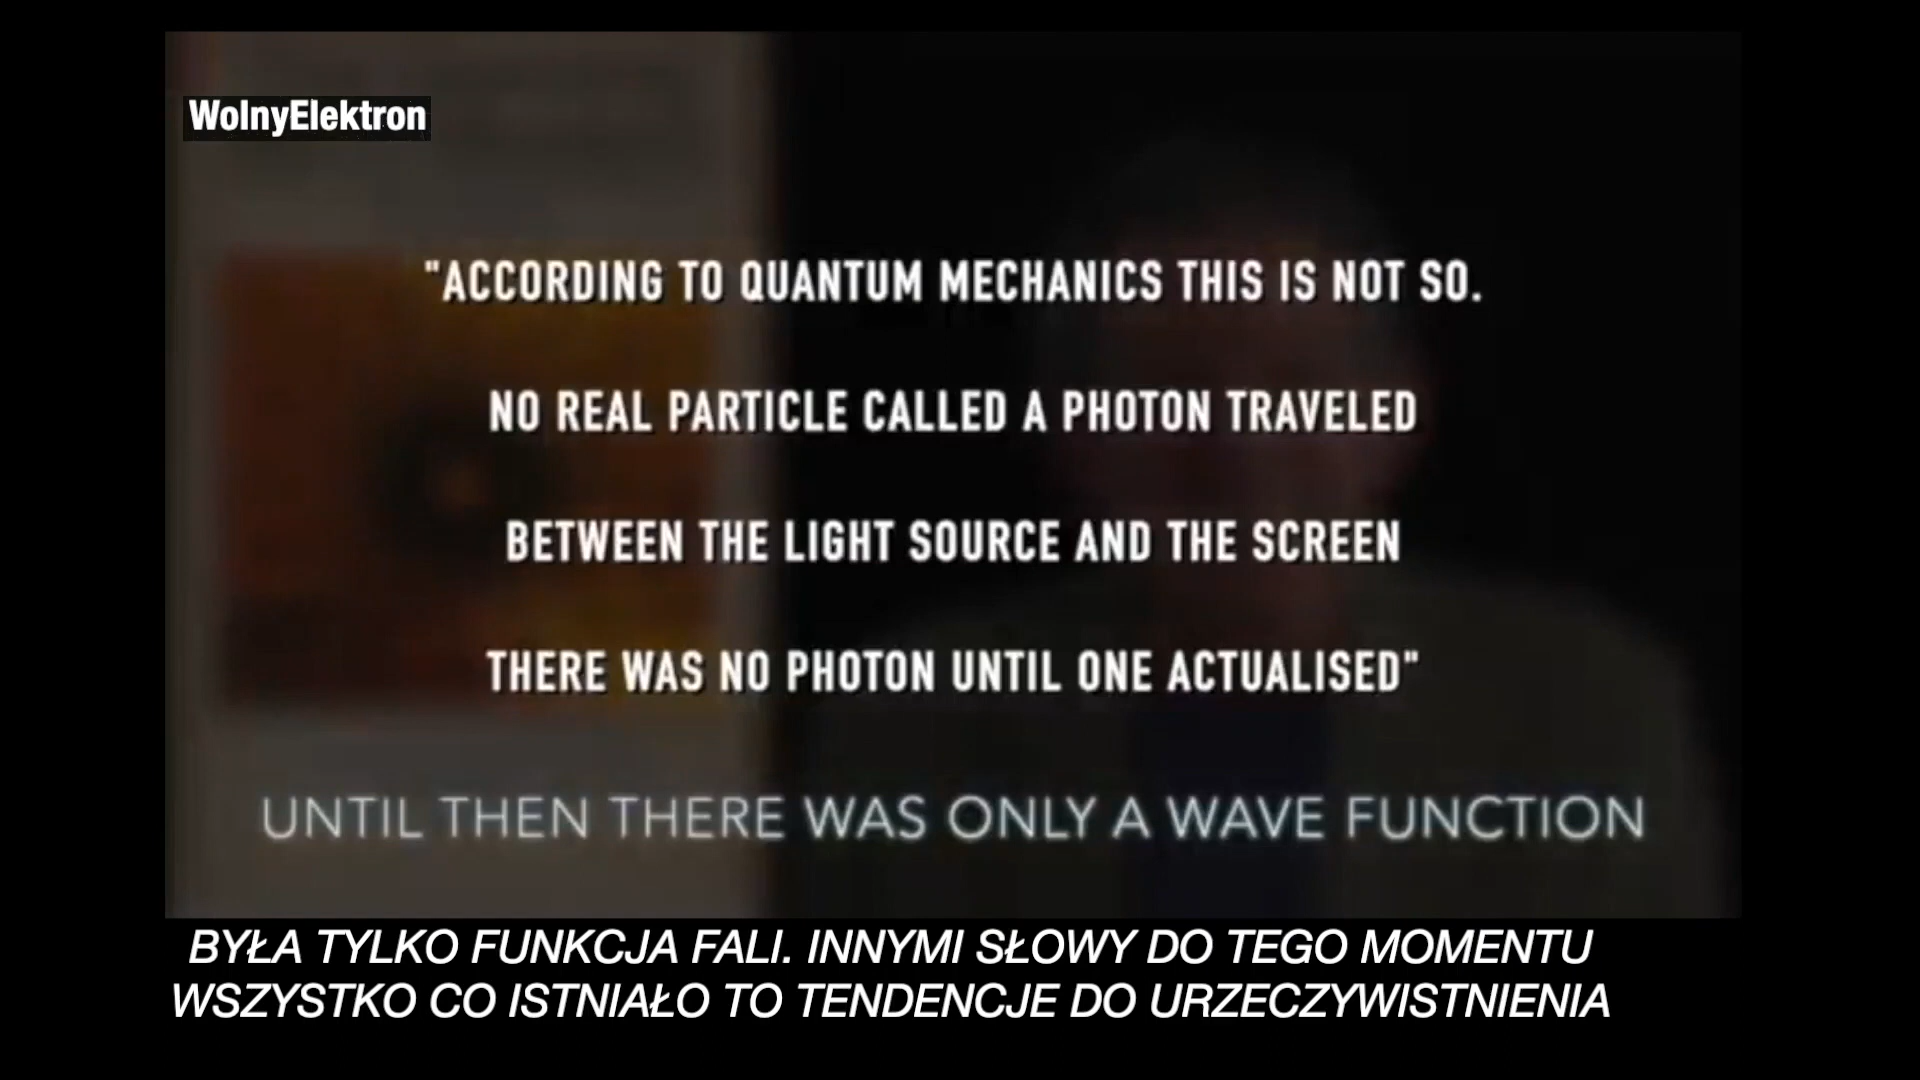 WolnyElektron
"ACCORDING TO QUANTUM MECHANICS THIS IS NOT SO.
NO REAL PARTICLE CALLED A PHOTON TRAVELED
BETWEEN THE LIGHT SOURCE AND THE SCREEN
THERE WAS NO PHOTON UNTIL ONE ACTUALISED"
UNTIL THEN THERE WAS ONLY A WAVE FUNCTION
BYŁA TYLKO FUNKCJA FALI. INNYMI SŁOWY DO TEGO MOMENTU
WSZYSTKO CO ISTNIAŁO TO TENDENCJE DO URZECZYWISTNIENIA